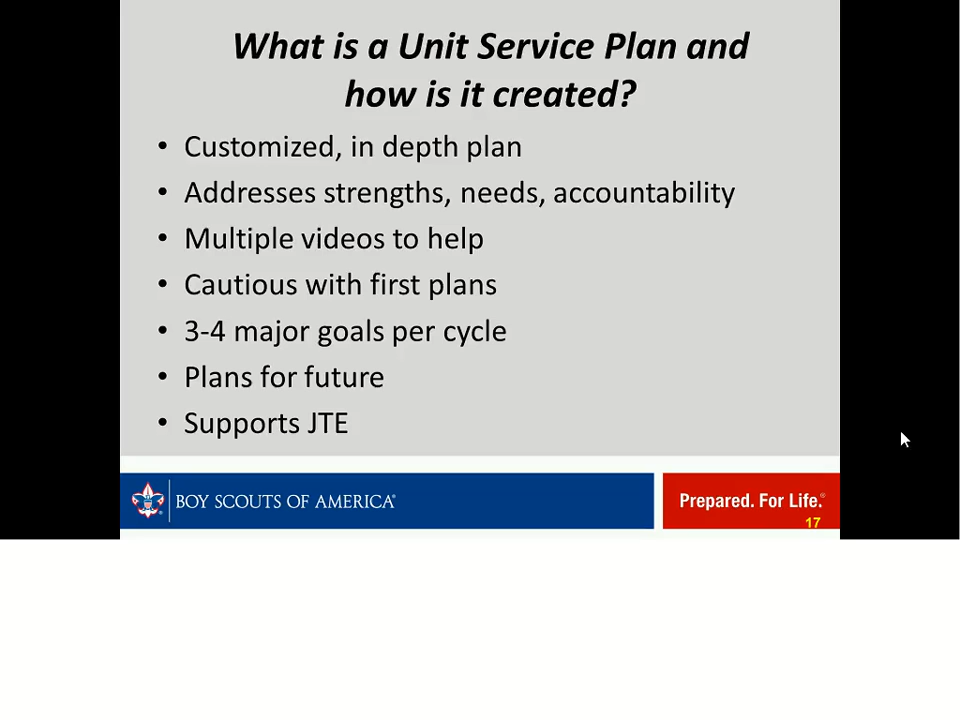 What is a Unit Service Plan and
how is it created?
• Customized, in depth plan
• Addresses strengths, needs, accountability
• Multiple videos to help
• Cautious with first plans
• 3-4 major goals per cycle
• Plans for future
• Supports JTE
BOY SCOUTS OF AMERICA®
Prepared. For Life.®
17